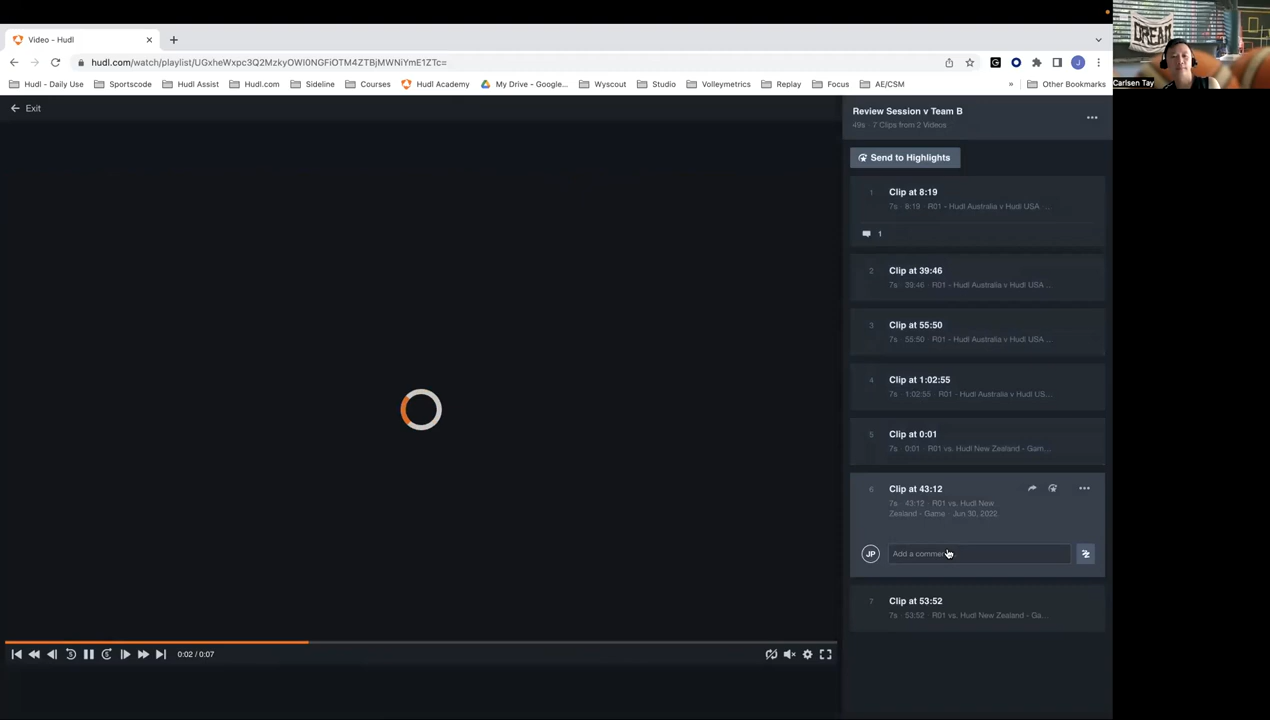 Video - Hudl
hudl.com/watch/playlist/UGxheWxpc3Q2MzkyOWI0NGFiOTM4ZTBjMWNiYmE1ZTc=
Hudl - Daily Use Sportscode Hudl Assist Hudl.com Sideline Courses Hudl Academy My Drive - Google... Wyscout Studio Volleymetrics Replay Focus AE/CSM » Other Bookmarks
DREAM
Carlsen Tay
Exit
Review Session v Team B
49s · 7 Clips from 2 Videos
Send to Highlights
1 Clip at 8:19
7s · 8:19 · R01 - Hudl Australia v Hudl USA ...
1
2 Clip at 39:46
7s · 39:46 · R01 - Hudl Australia v Hudl USA ...
3 Clip at 55:50
7s · 55:50 · R01 - Hudl Australia v Hudl USA ...
4 Clip at 1:02:55
7s · 1:02:55 · R01 - Hudl Australia v Hudl US...
5 Clip at 0:01
7s · 0:01 · R01 vs. Hudl New Zealand - Gam...
6 Clip at 43:12
7s · 43:12 · R01 vs. Hudl New
Zealand - Game · Jun 30, 2022
JP Add a comme
7 Clip at 53:52
7s · 53:52 · R01 vs. Hudl New Zealand - Ga...
5 5 0:02 / 0:07